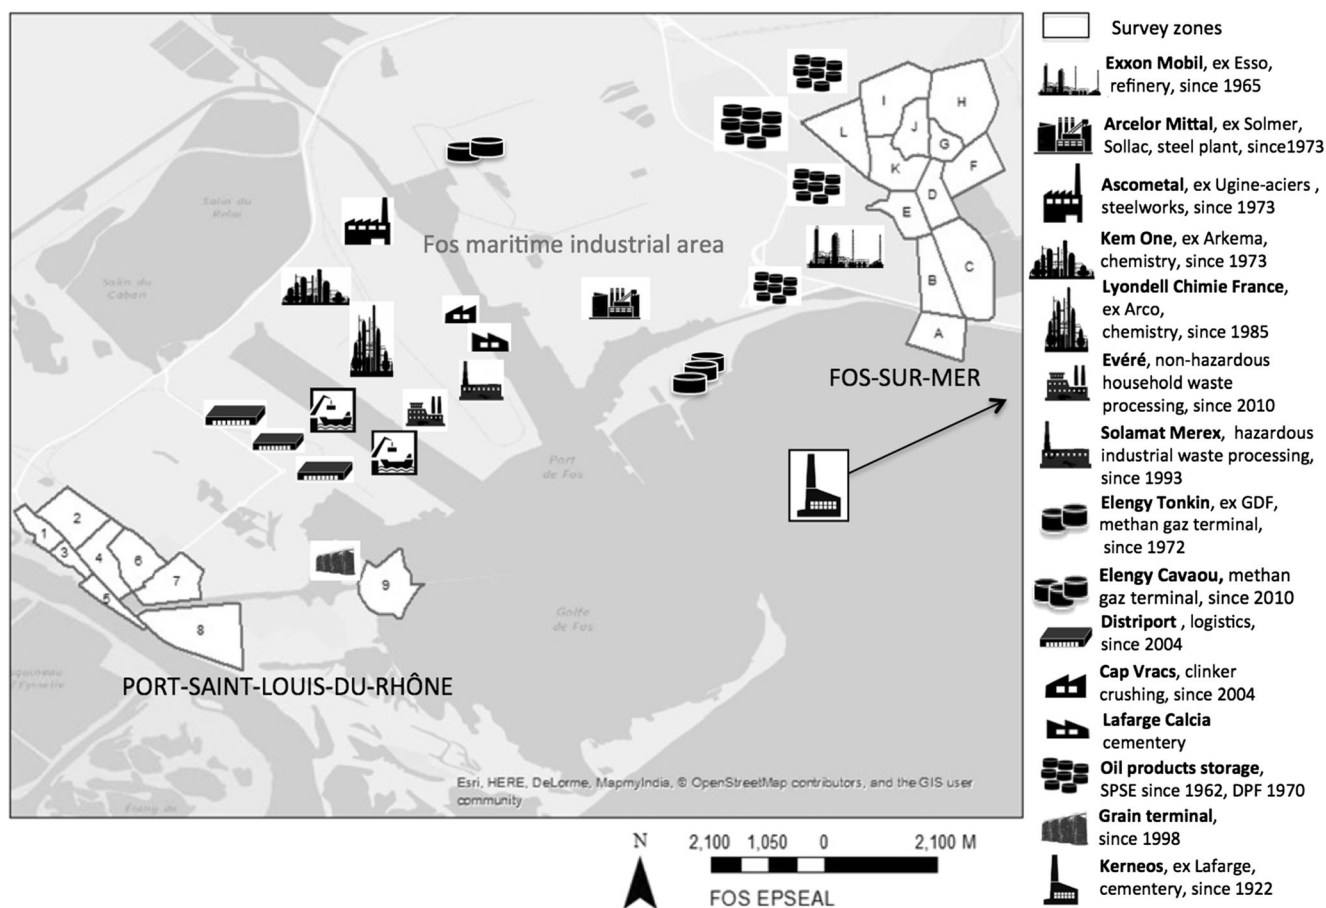 Survey zones
Exxon Mobil, ex Esso,
refinery, since 1965
Arcelor Mittal, ex Solmer,
Sollac, steel plant, since1973
Ascometal, ex Ugine-aciers ,
steelworks, since 1973
Kem One, ex Arkema,
chemistry, since 1973
Lyondell Chimie France,
ex Arco,
chemistry, since 1985
Evéré, non-hazardous
household waste
processing, since 2010
Solamat Merex, hazardous
industrial waste processing,
since 1993
Elengy Tonkin, ex GDF,
methan gaz terminal,
since 1972
Elengy Cavaou, methan
gaz terminal, since 2010
Distriport , logistics,
since 2004
Cap Vracs, clinker
crushing, since 2004
Lafarge Calcia
cementery
Oil products storage,
SPSE since 1962, DPF 1970
Grain terminal,
since 1998
Kerneos, ex Lafarge,
cementery, since 1922
I
H
L
J
G
K
F
D
E
B
C
A
FOS-SUR-MER
Fos maritime industrial area
Salin du
Relai
Salin du
Caban
Port
de Fos
Golfe
de Fos
1
2
3
4
5
6
7
8
9
PORT-SAINT-LOUIS-DU-RHÔNE
Etang de
Esri, HERE, DeLorme, MapmyIndia, © OpenStreetMap contributors, and the GIS user
community
N
2,100 1,050 0 2,100 M
FOS EPSEAL